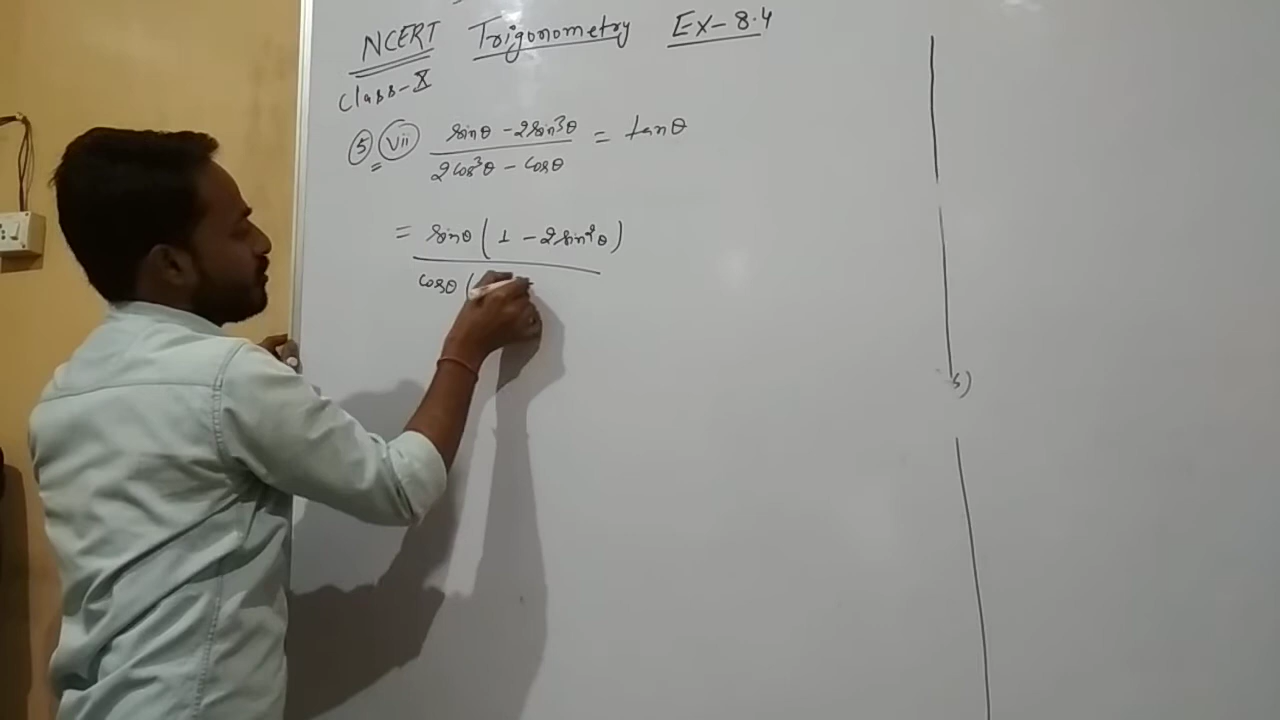 NCERT Trigonometry Ex-8.4
Class-X
5 vii sinθ - 2sin³θ / 2cos³θ - cosθ = tanθ
= sinθ (1 - 2sin²θ)
cosθ (